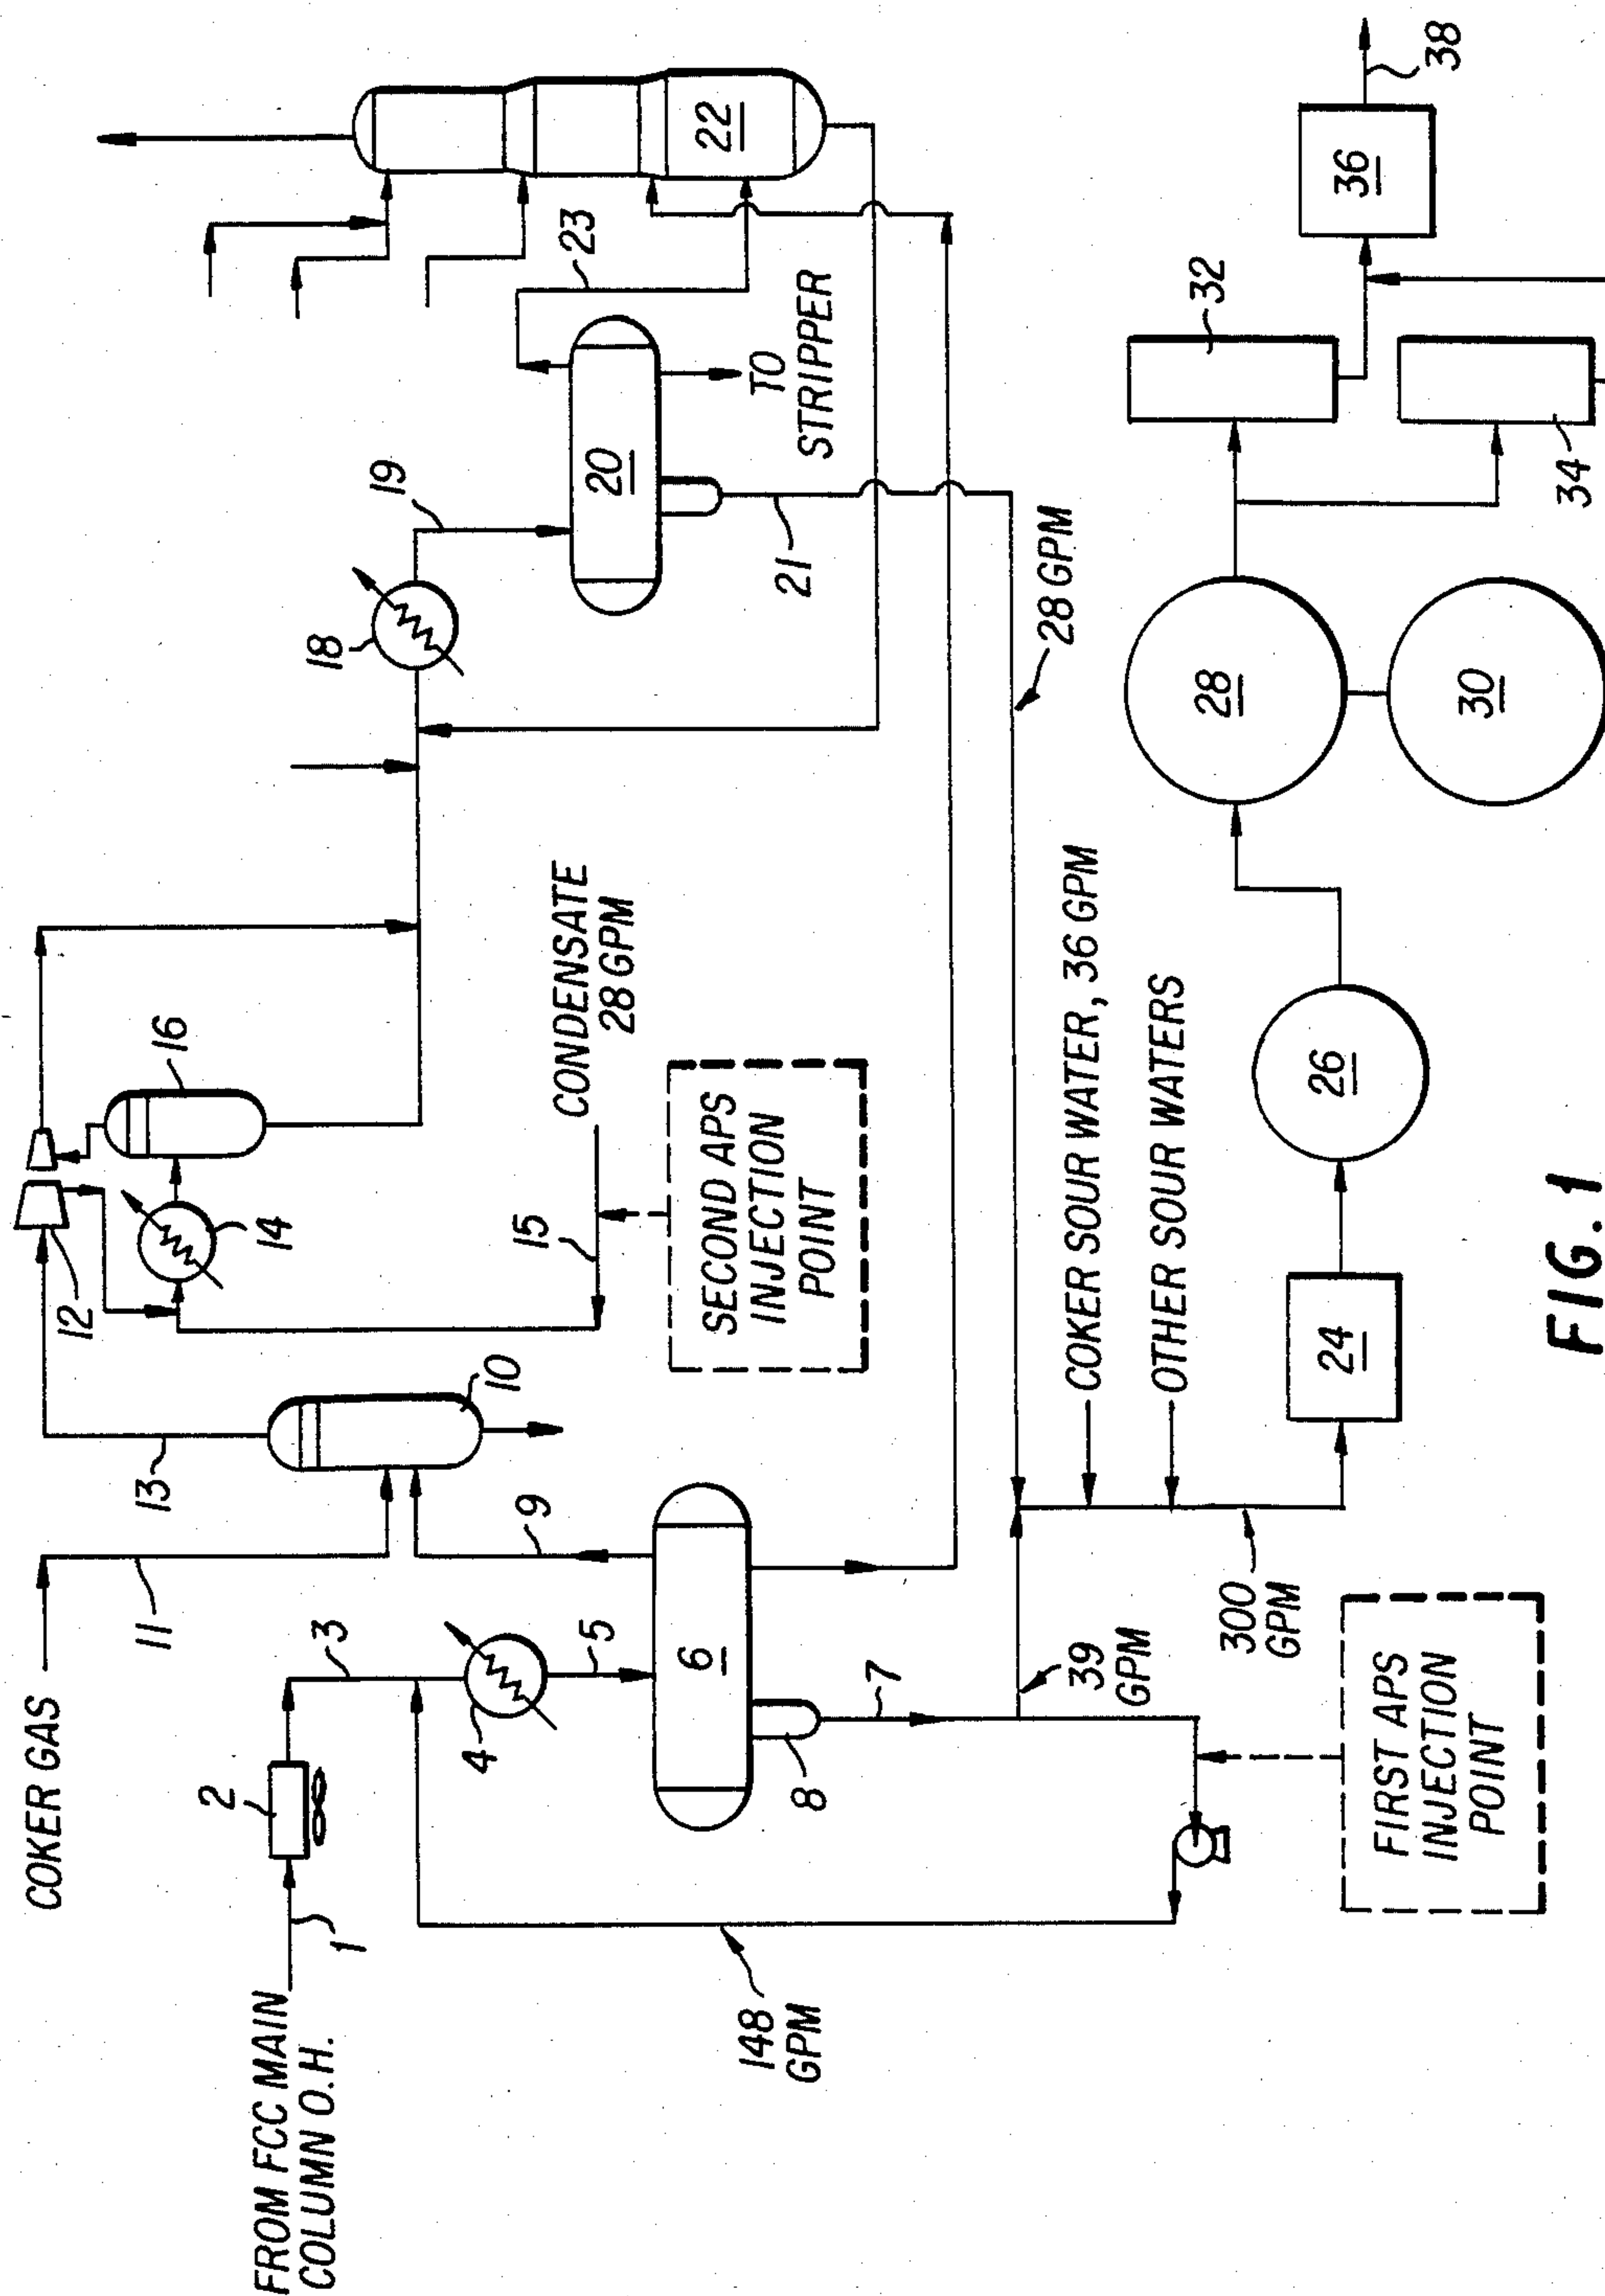 COKER GAS
FROM FCC MAIN
COLUMN O.H.
1
2
3
4
5
6
7
8
9
10
11
12
13
14
15
16
18
19
20
21
22
23
TO
STRIPPER
CONDENSATE
28 GPM
SECOND APS
INJECTION
POINT
148
GPM
39
GPM
28 GPM
COKER SOUR WATER, 36 GPM
OTHER SOUR WATERS
300
GPM
FIRST APS
INJECTION
POINT
24
26
28
30
32
34
36
38
FIG. 1